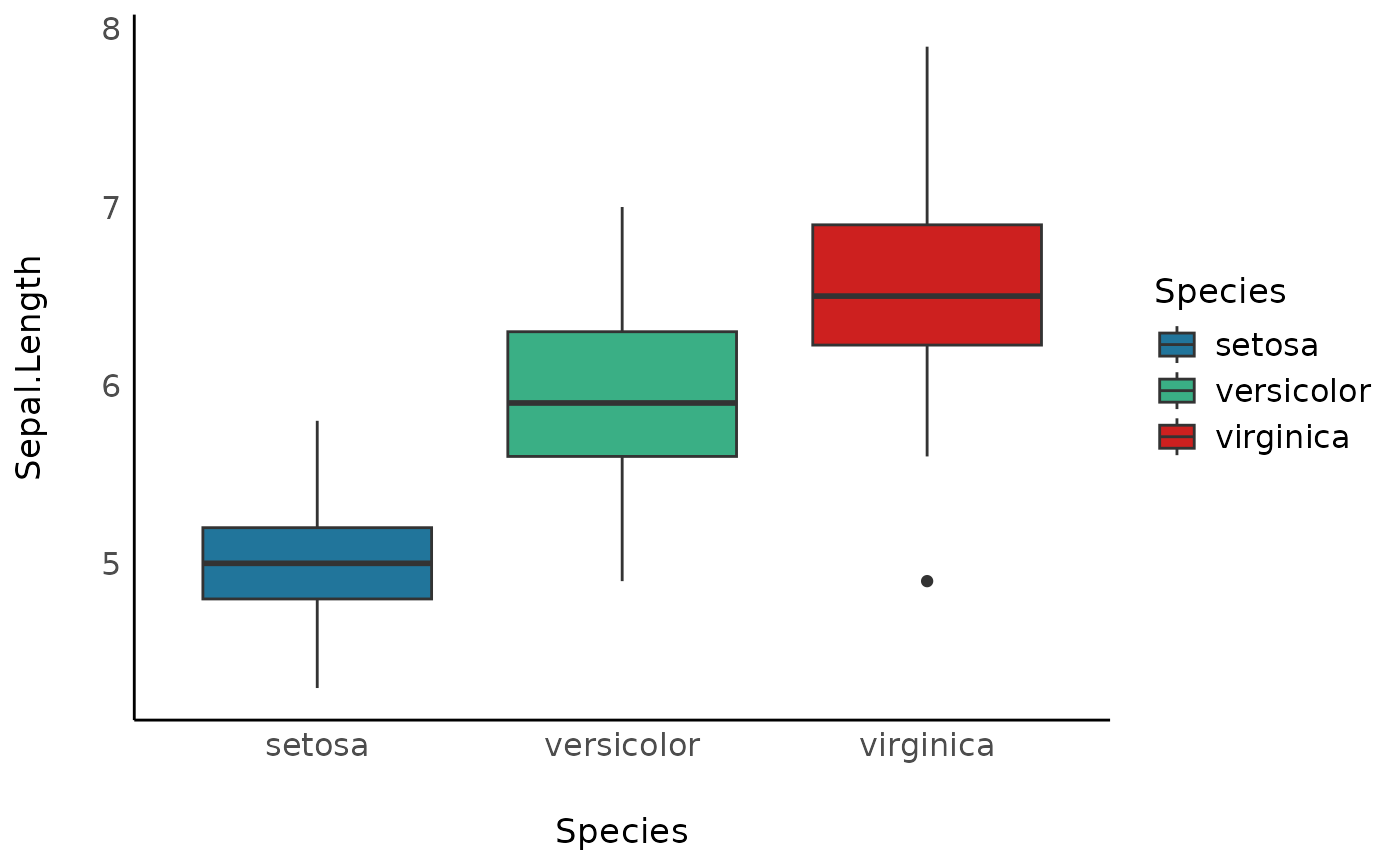 8
7
6
5
Sepal.Length
setosa versicolor virginica
Species
Species
setosa
versicolor
virginica